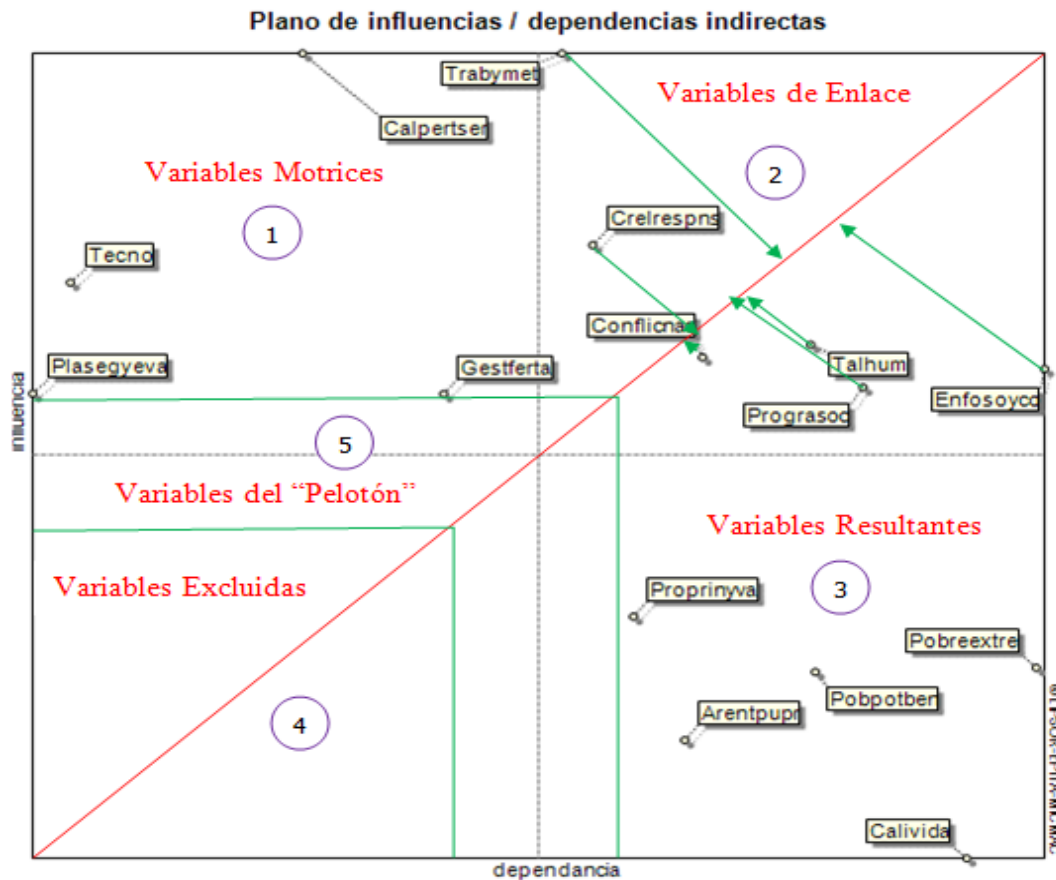 Plano de influencias / dependencias indirectas
Trabymet
Variables de Enlace
Calpertser
Variables Motrices
2
1
Crelrespns
Tecno
Conflicna
Plasegyeva
Gestferta
Talhum
Prograsoc
Enfosoyco
influencia
5
Variables del “Pelotón”
Variables Resultantes
Variables Excluidas
Proprinyva
3
Pobreextre
Pobpotben
Arentpupr
4
Calivida
dependancia